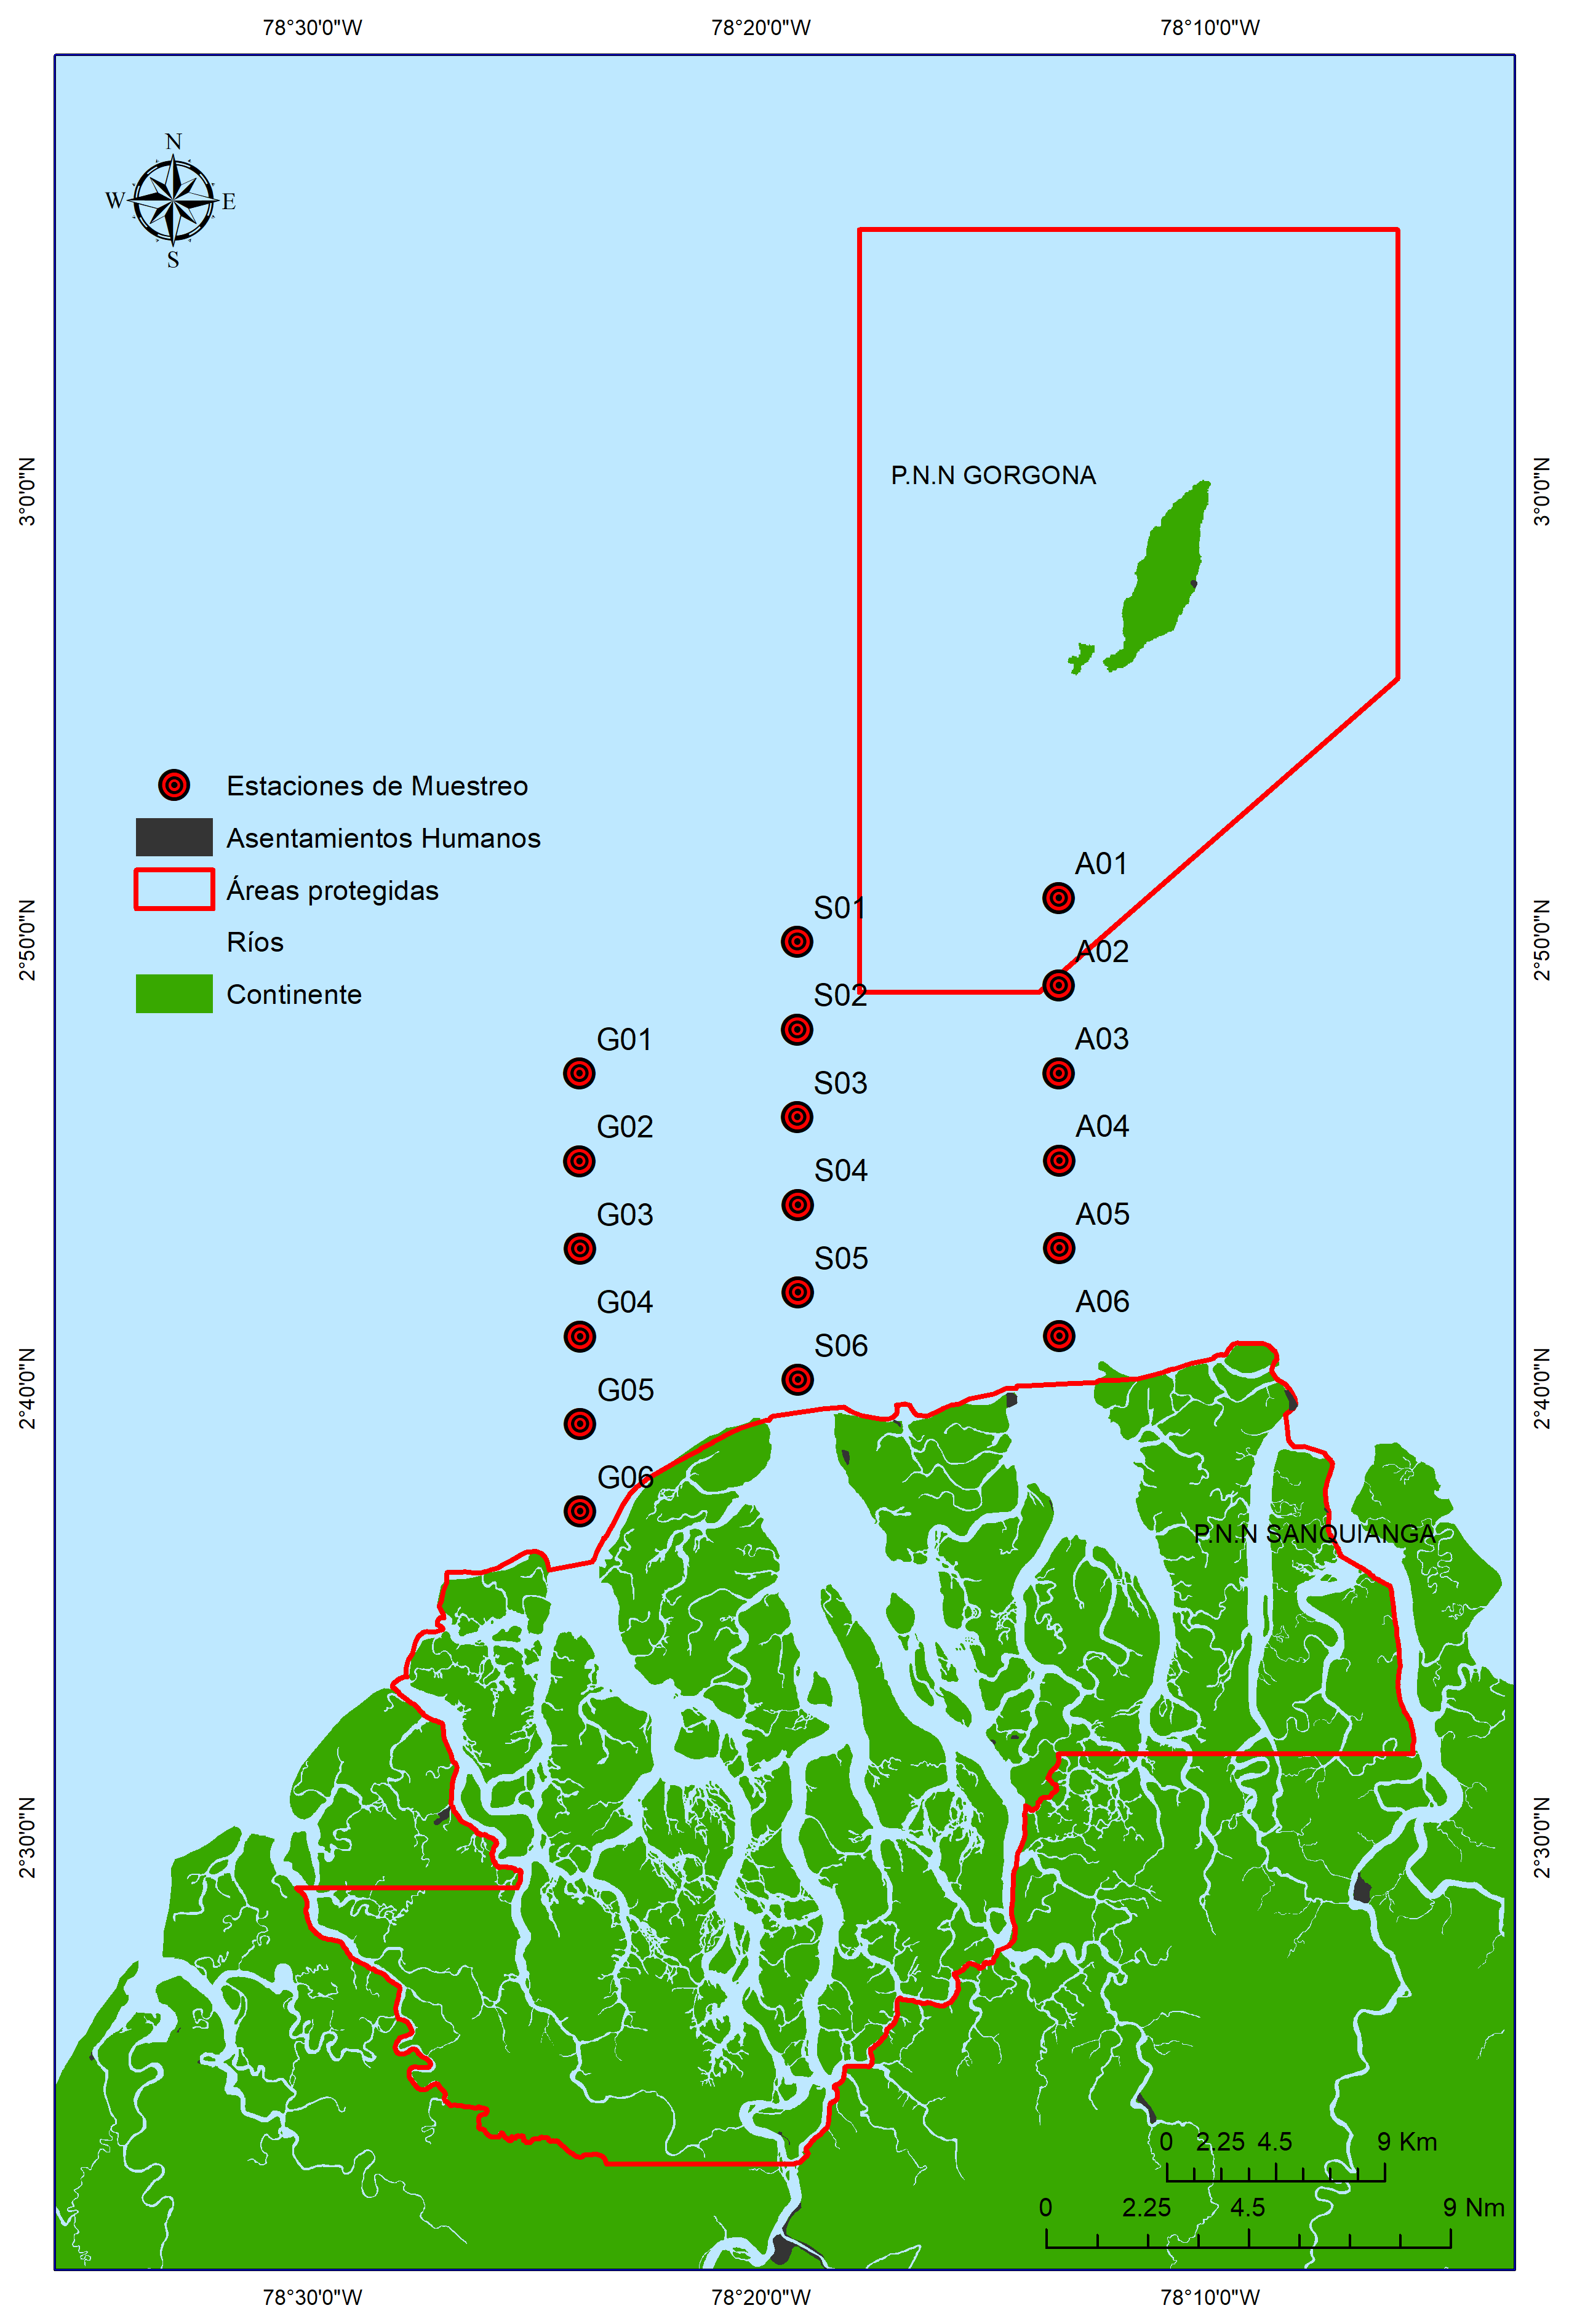 78°30'0"W 78°20'0"W 78°10'0"W
N
W E
S
P.N.N GORGONA
3°0'0"N 3°0'0"N
Estaciones de Muestreo
Asentamientos Humanos
Áreas protegidas
Ríos
Continente
A01
S01
2°50'0"N 2°50'0"N
A02
S02
G01 A03
S03
G02 A04
S04
G03 A05
S05
G04 A06
S06
2°40'0"N 2°40'0"N
G05
G06
P.N.N SANQUIANGA
2°30'0"N 2°30'0"N
0 2.25 4.5 9 Km
0 2.25 4.5 9 Nm
78°30'0"W 78°20'0"W 78°10'0"W